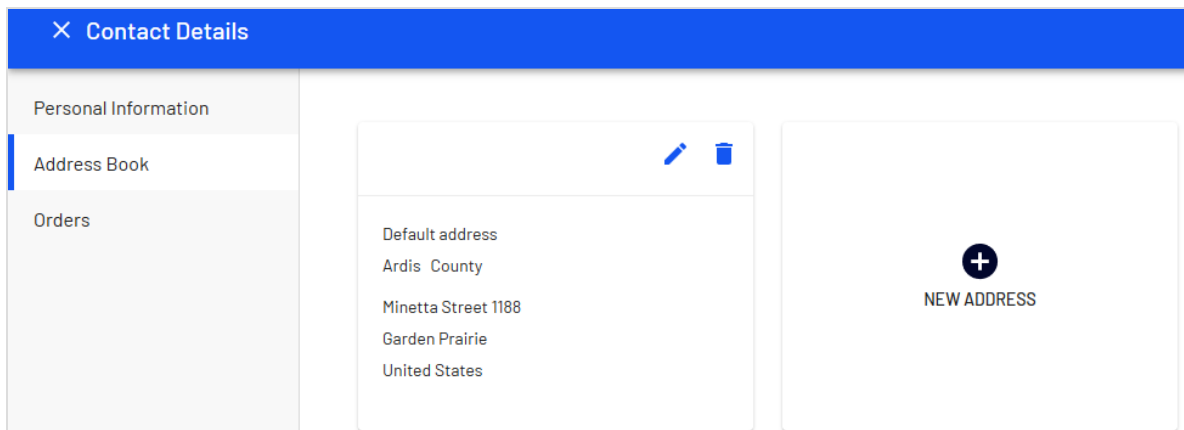 Contact Details
Personal Information
Address Book
Orders
Default address
Ardis County
Minetta Street 1188
Garden Prairie
United States
NEW ADDRESS